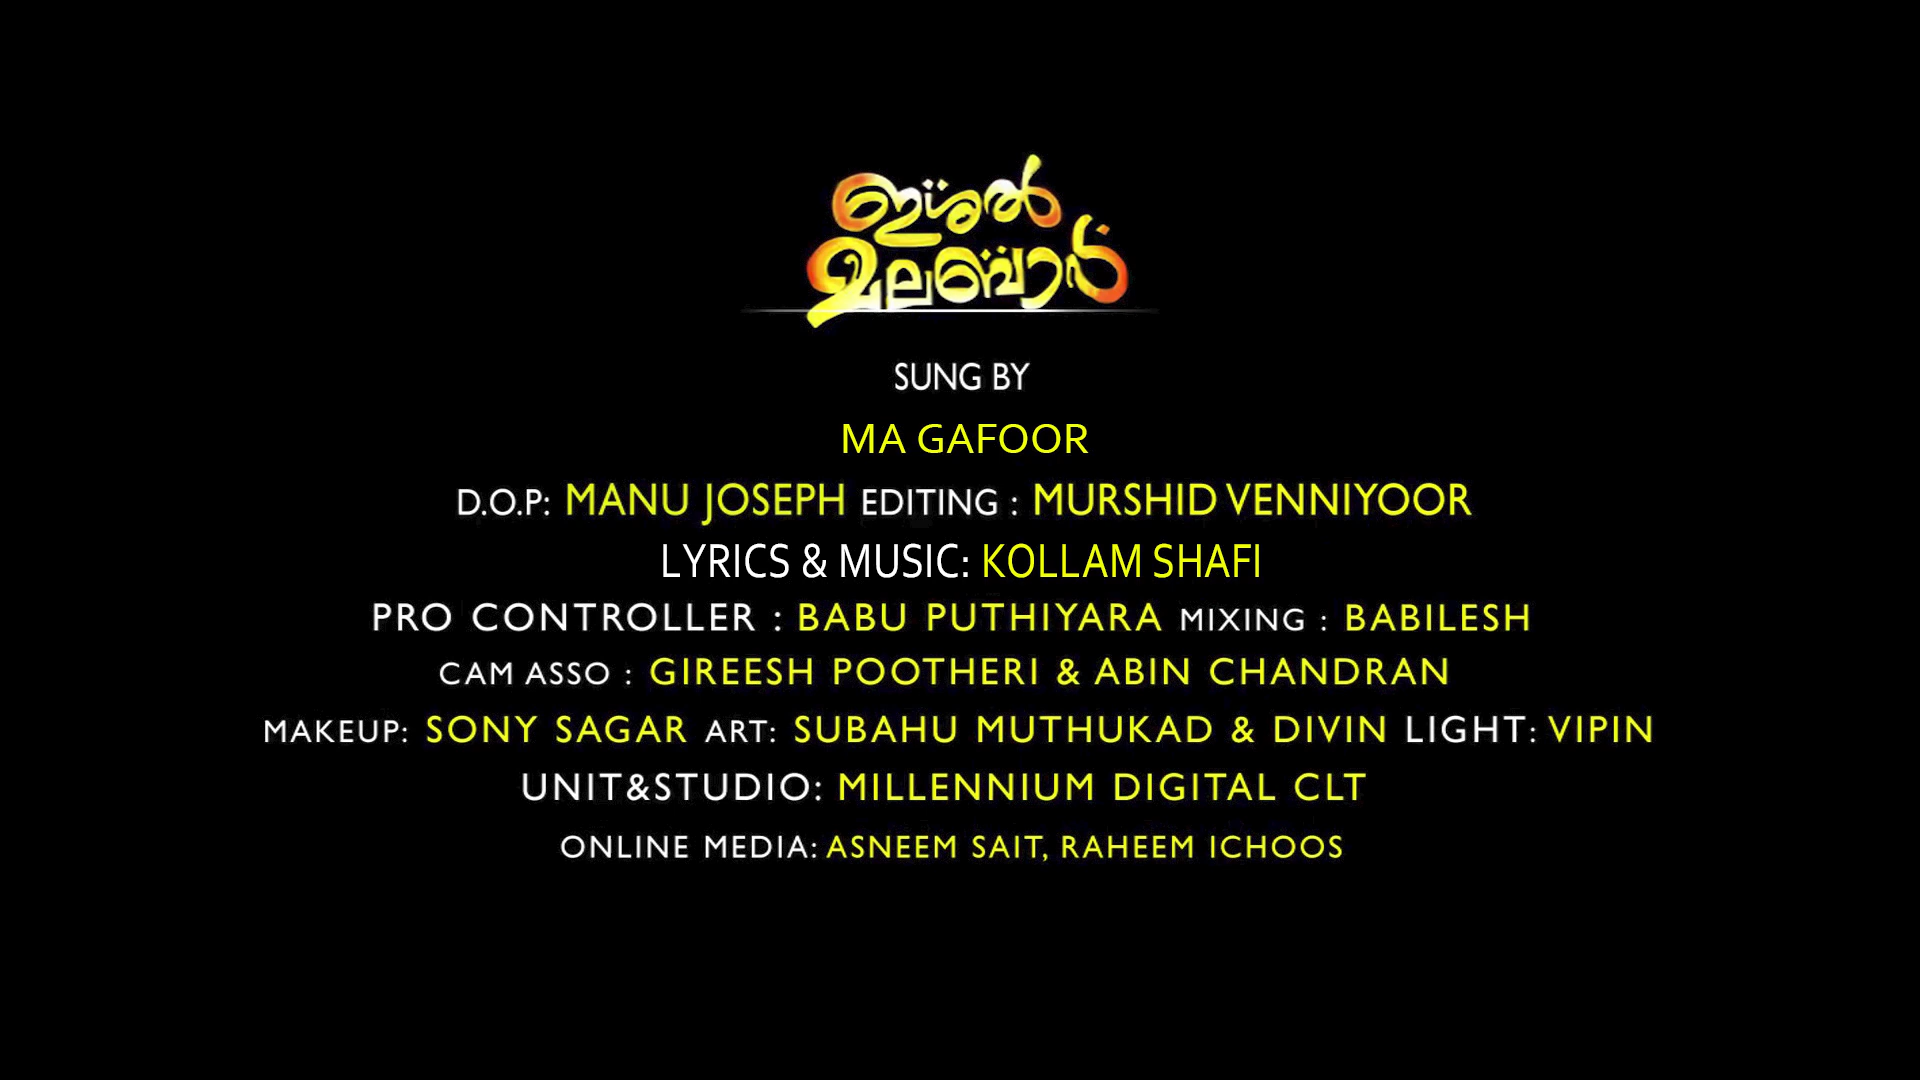 ഇശൽ
മലബാർ
SUNG BY
MA GAFOOR
D.O.P: MANU JOSEPH EDITING : MURSHID VENNIYOOR
LYRICS & MUSIC: KOLLAM SHAFI
PRO CONTROLLER : BABU PUTHIYARA MIXING : BABILESH
CAM ASSO : GIREESH POOTHERI & ABIN CHANDRAN
MAKEUP: SONY SAGAR ART: SUBAHU MUTHUKAD & DIVIN LIGHT: VIPIN
UNIT&STUDIO: MILLENNIUM DIGITAL CLT
ONLINE MEDIA: ASNEEM SAIT, RAHEEM ICHOOS